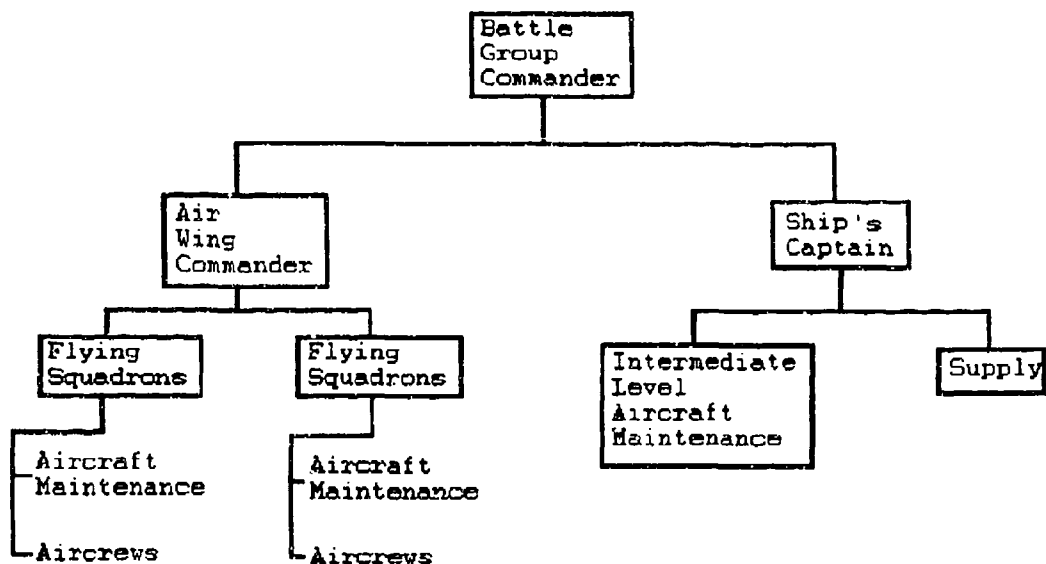 Battle
Group
Commander
Air
Wing
Commander
Ship's
Captain
Flying
Squadrons
Flying
Squadrons
Intermediate
Level
Aircraft
Maintenance
Supply
Aircraft
Maintenance
Aircrews
Aircraft
Maintenance
Aircrews